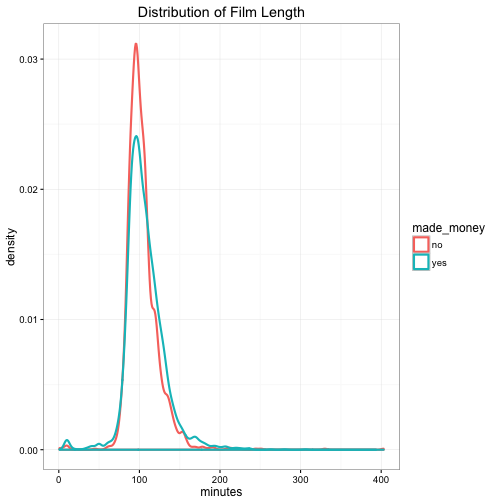 Distribution of Film Length
0.03
0.02
0.01
0.00
density
0
100
200
300
400
minutes
made_money
no
yes